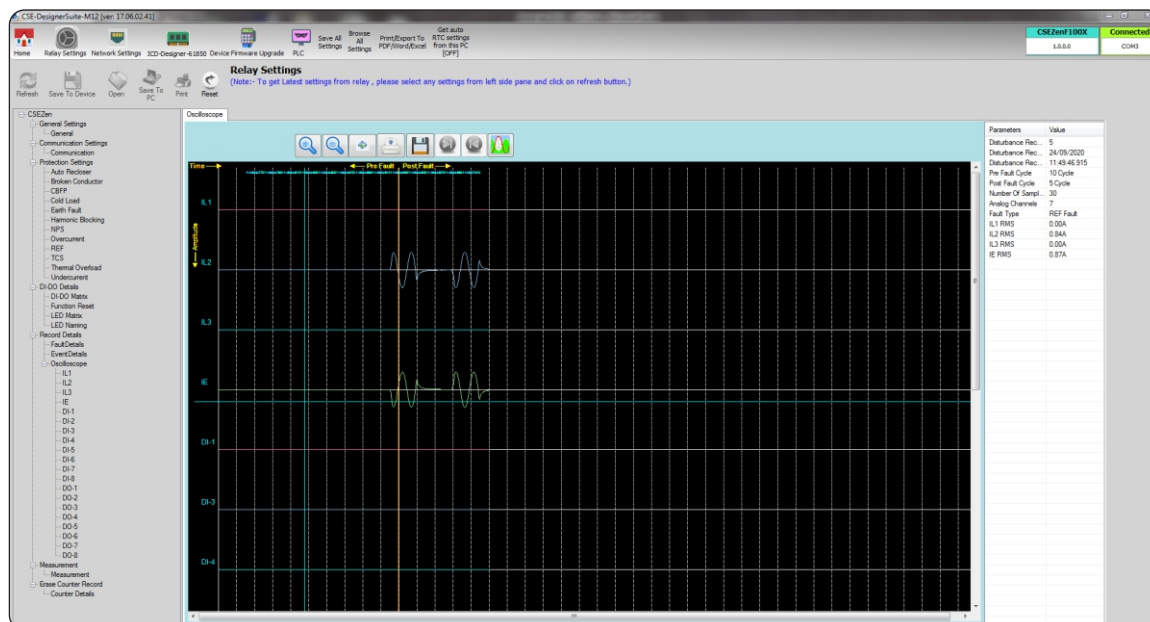 CSE-DesignerSuite-M12 [ver: 17.06.02.41]
Home
Relay Settings
Network Settings
ICD-Designer-61850
Device Firmware Upgrade
PLC
Save All Settings
Browse All Settings
Print/Export To PDF/Word/Excel
Get auto RTC settings from this PC [OFF]
CSEZenF100X
1.0.0.0
Connected
COM3
Refresh
Save To Device
Open
Save To PC
Print
Reset
Relay Settings
(Note:- To get Latest settings from relay , please select any settings from left side pane and click on refresh button.)
CSEZen
General Settings
General
Communication Settings
Communication
Protection Settings
Auto Recloser
Broken Conductor
CBFP
Cold Load
Earth Fault
Harmonic Blocking
NPS
Overcurrent
REF
TCS
Thermal Overload
Undercurrent
DI-DO Details
DI-DO Matrix
Function Reset
LED Matrix
LED Naming
Record Details
FaultDetails
EventDetails
Oscilloscope
IL1
IL2
IL3
IE
DI-1
DI-2
DI-3
DI-4
DI-5
DI-6
DI-7
DI-8
DO-1
DO-2
DO-3
DO-4
DO-5
DO-6
DO-7
DO-8
Measurement
Measurement
Erase Counter Record
Counter Details
Oscilloscope
Time
Pre Fault , Post Fault
Amplitude
IL1
IL2
IL3
IE
DI-1
DI-3
DI-4
Parameters Value
Disturbance Rec... 5
Disturbance Rec... 24/09/2020
Disturbance Rec... 11:49:46.915
Pre Fault Cycle 10 Cycle
Post Fault Cycle 5 Cycle
Number Of Sampl... 30
Analog Channels 7
Fault Type REF Fault
IL1 RMS 0.00A
IL2 RMS 0.84A
IL3 RMS 0.00A
IE RMS 0.87A